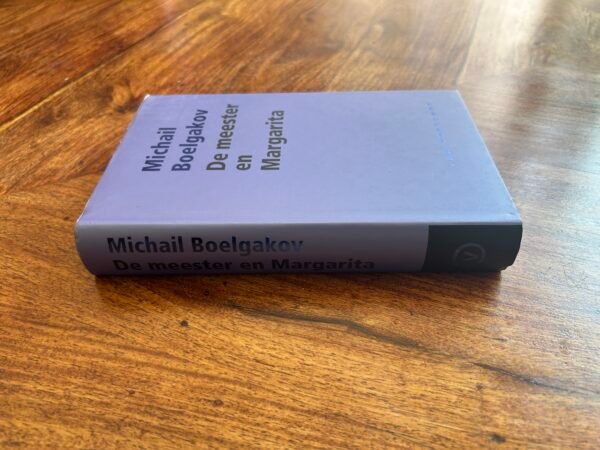 Michail
Boelgakov
De meester
en
Margarita
Michail Boelgakov
De meester en Margarita
V